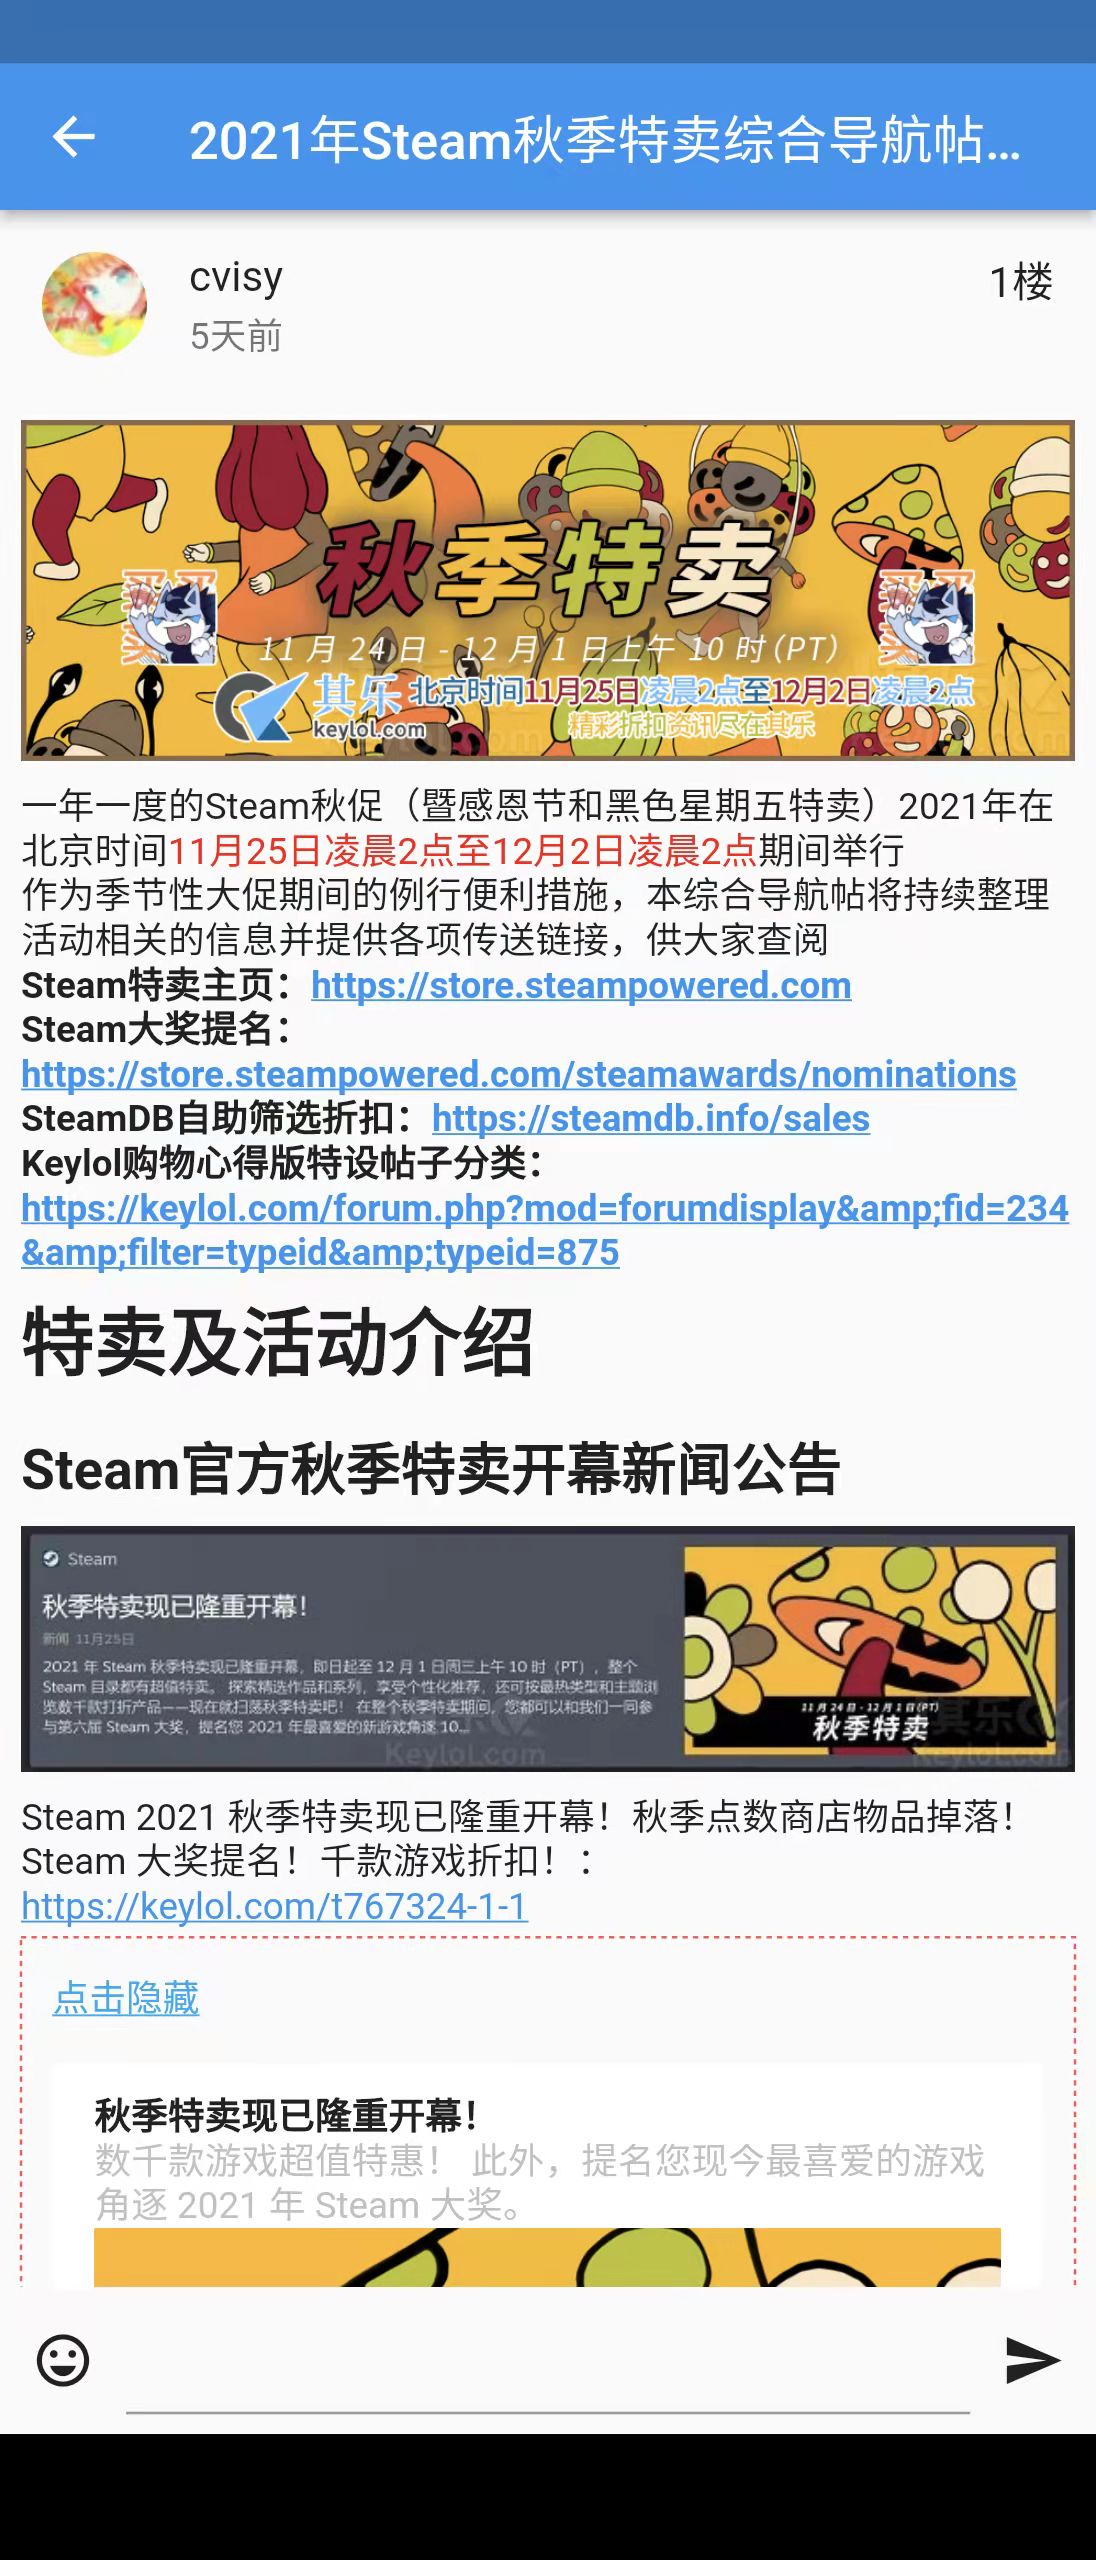 2021年Steam秋季特卖综合导航帖...
cvisy
1楼
5天前
秋季特卖
11 月 24 日 - 12 月 1 日上午 10 时 (PT)
其乐 北京时间11月25日凌晨2点至12月2日凌晨2点
keylol.com 精彩折扣资讯尽在其乐
一年一度的Steam秋促（暨感恩节和黑色星期五特卖）2021年在
北京时间11月25日凌晨2点至12月2日凌晨2点期间举行
作为季节性大促期间的例行便利措施，本综合导航帖将持续整理
活动相关的信息并提供各项传送链接，供大家查阅
Steam特卖主页：https://store.steampowered.com
Steam大奖提名：
https://store.steampowered.com/steamawards/nominations
SteamDB自助筛选折扣：https://steamdb.info/sales
Keylol购物心得版特设帖子分类：
https://keylol.com/forum.php?mod=forumdisplay&amp;fid=234
&amp;filter=typeid&amp;typeid=875
特卖及活动介绍
Steam官方秋季特卖开幕新闻公告
Steam
秋季特卖现已隆重开幕！
新闻 11月25日
2021 年 Steam 秋季特卖现已隆重开幕，即日起至 12 月 1 日周三上午 10 时（PT），整个
Steam 目录都有超值特卖。 探索精选作品和系列，享受个性化推荐，还可按最热类型和主题浏
览数千款打折产品——现在就扫荡秋季特卖吧！ 在整个秋季特卖期间，您都可以和我们一同参
与第六届 Steam 大奖，提名您 2021 年最喜爱的新游戏角逐 10...
11 月 24 日 - 12 月 1 日 (PT)
秋季特卖
其乐
Keylol.com
Steam 2021 秋季特卖现已隆重开幕！秋季点数商店物品掉落！
Steam 大奖提名！千款游戏折扣！：
https://keylol.com/t767324-1-1
点击隐藏
秋季特卖现已隆重开幕！
数千款游戏超值特惠！ 此外，提名您现今最喜爱的游戏
角逐 2021 年 Steam 大奖。